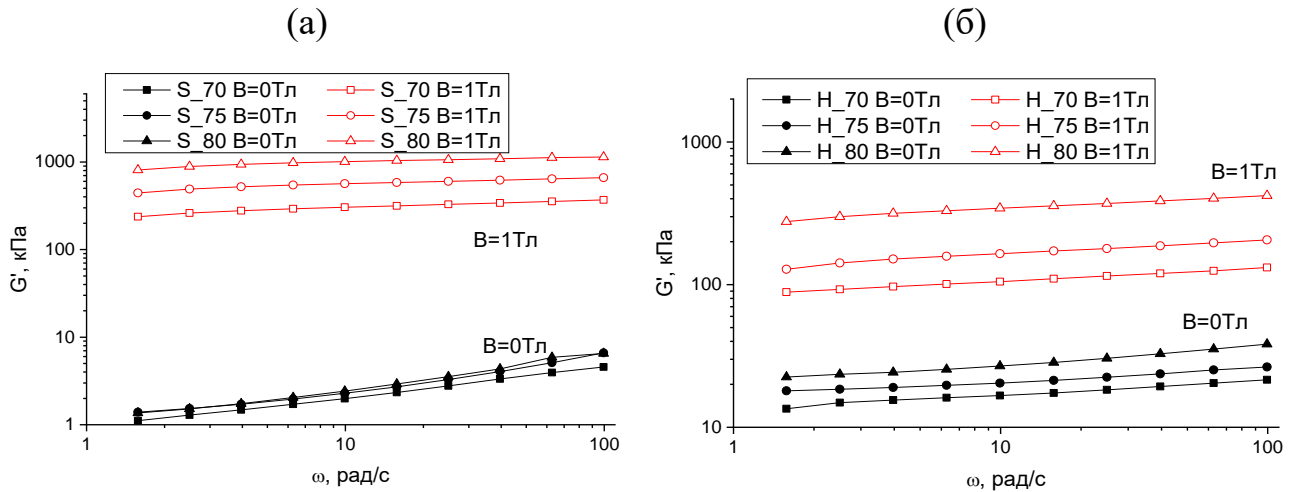 (а)
S_70 B=0Тл S_70 B=1Тл
S_75 B=0Тл S_75 B=1Тл
S_80 B=0Тл S_80 B=1Тл
1000
100
10
1
G', кПа
B=1Тл
B=0Тл
1 10 100
ω, рад/с
(б)
H_70 B=0Тл H_70 B=1Тл
H_75 B=0Тл H_75 B=1Тл
H_80 B=0Тл H_80 B=1Тл
1000
100
10
G', кПа
B=1Тл
B=0Тл
1 10 100
ω, рад/с